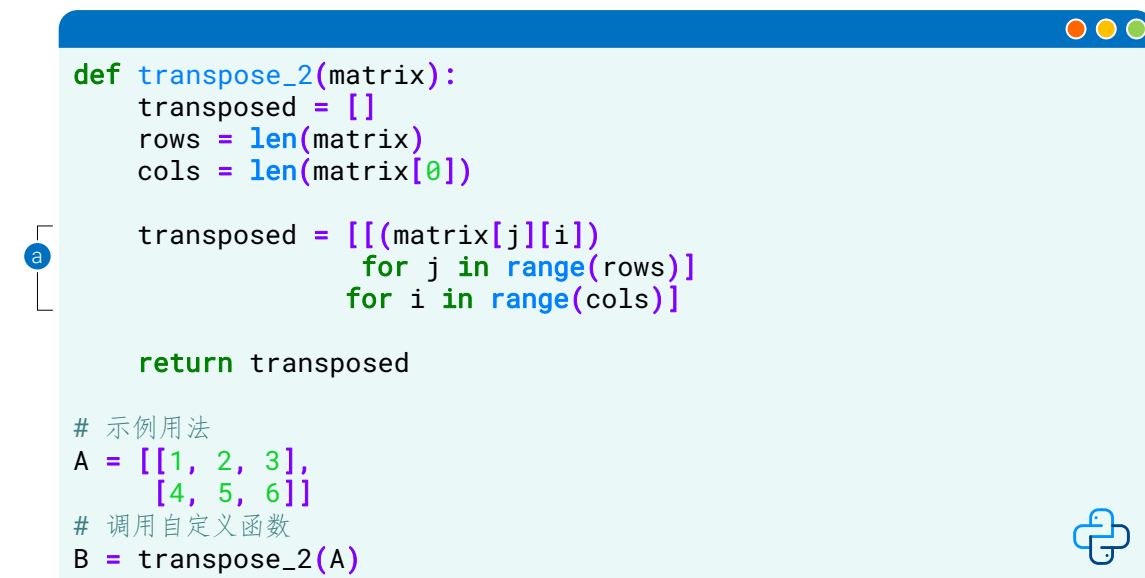 def transpose_2(matrix):
    transposed = []
    rows = len(matrix)
    cols = len(matrix[0])
a
    transposed = [[(matrix[j][i])
                  for j in range(rows)]
                 for i in range(cols)]
    return transposed
# 示例用法
A = [[1, 2, 3],
     [4, 5, 6]]
# 调用自定义函数
B = transpose_2(A)